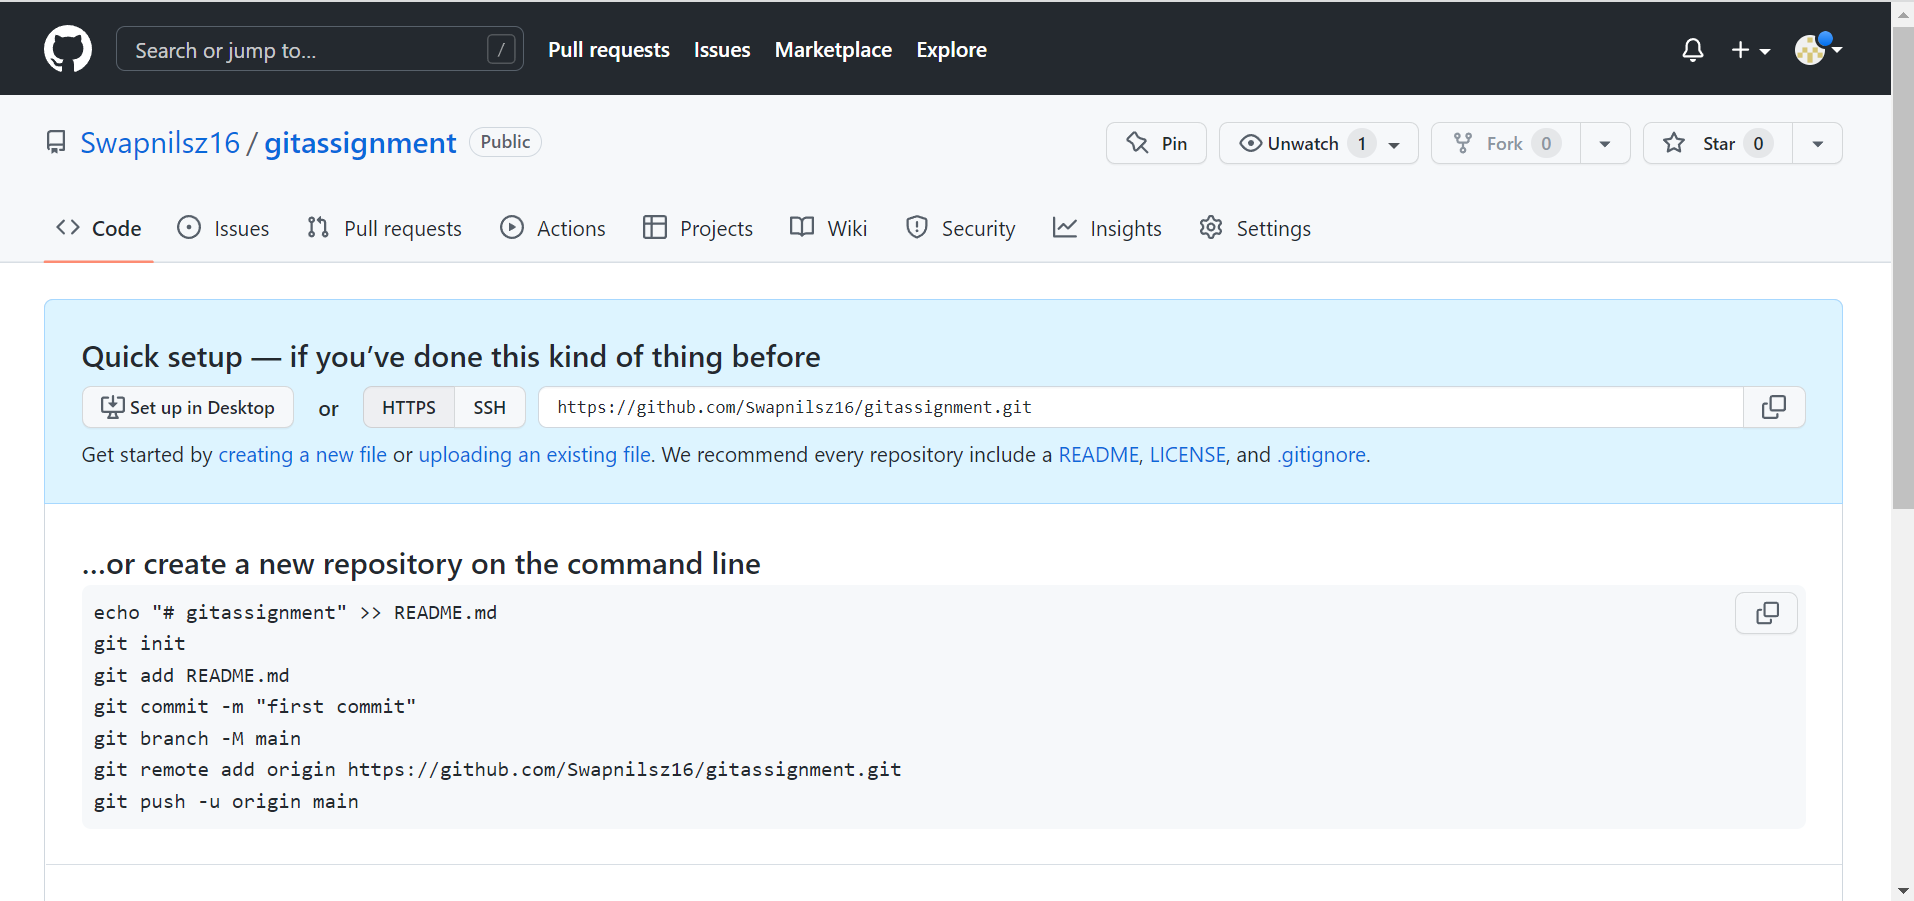 Search or jump to... / Pull requests Issues Marketplace Explore
Swapnilsz16 / gitassignment Public Pin Unwatch 1 Fork 0 Star 0
Code Issues Pull requests Actions Projects Wiki Security Insights Settings
Quick setup — if you’ve done this kind of thing before
Set up in Desktop or HTTPS SSH https://github.com/Swapnilsz16/gitassignment.git
Get started by creating a new file or uploading an existing file. We recommend every repository include a README, LICENSE, and .gitignore.
…or create a new repository on the command line
echo "# gitassignment" >> README.md
git init
git add README.md
git commit -m "first commit"
git branch -M main
git remote add origin https://github.com/Swapnilsz16/gitassignment.git
git push -u origin main